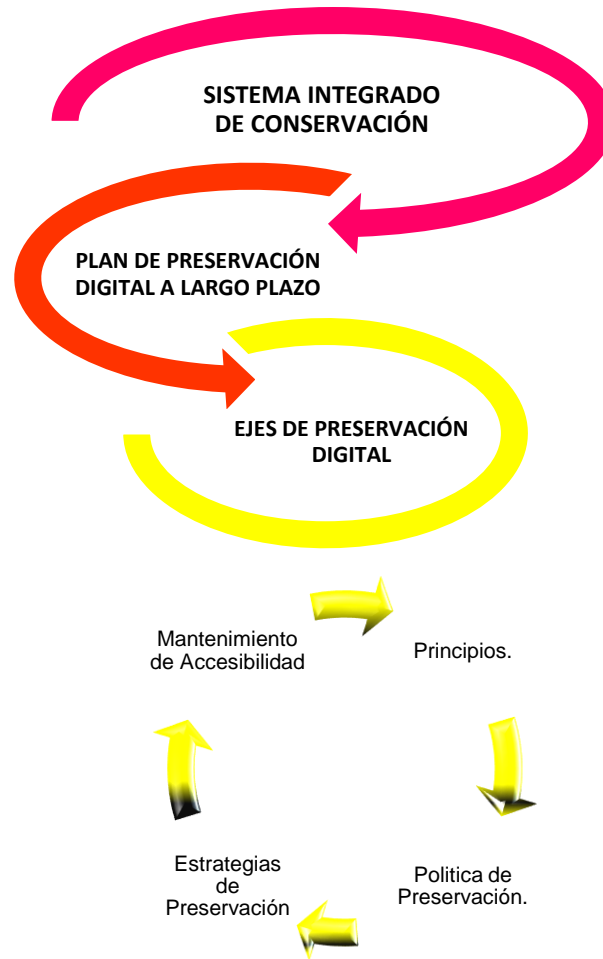 SISTEMA INTEGRADO
DE CONSERVACIÓN
PLAN DE PRESERVACIÓN
DIGITAL A LARGO PLAZO
EJES DE PRESERVACIÓN
DIGITAL
Mantenimiento
de Accesibilidad
Principios.
Estrategias
de
Preservación
Politica de
Preservación.